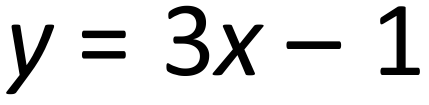 y = 3x − 1